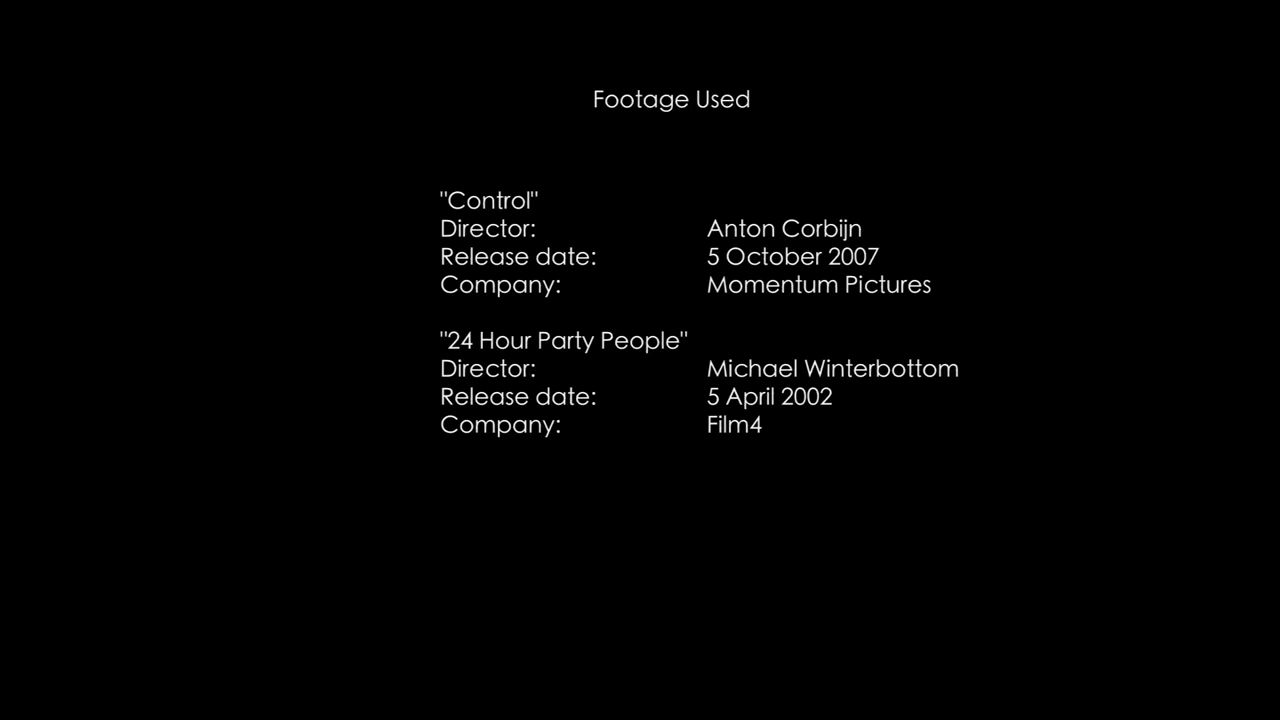 Footage Used
"Control"
Director: Anton Corbijn
Release date: 5 October 2007
Company: Momentum Pictures
"24 Hour Party People"
Director: Michael Winterbottom
Release date: 5 April 2002
Company: Film4